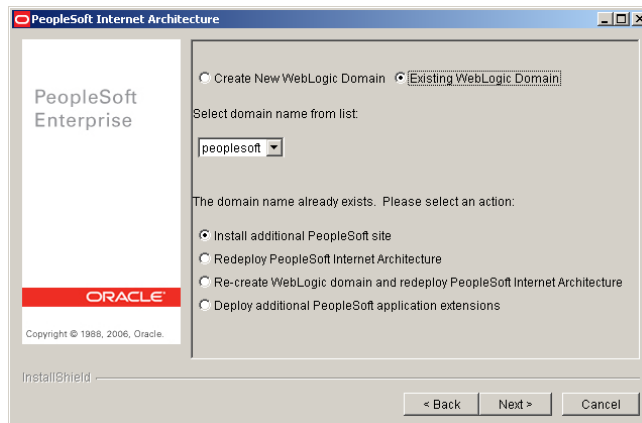 PeopleSoft Internet Architecture
PeopleSoft
Enterprise
ORACLE
Copyright © 1988, 2006, Oracle.
Create New WebLogic Domain Existing WebLogic Domain
Select domain name from list:
peoplesoft
The domain name already exists. Please select an action:
Install additional PeopleSoft site
Redeploy PeopleSoft Internet Architecture
Re-create WebLogic domain and redeploy PeopleSoft Internet Architecture
Deploy additional PeopleSoft application extensions
InstallShield
< Back Next > Cancel